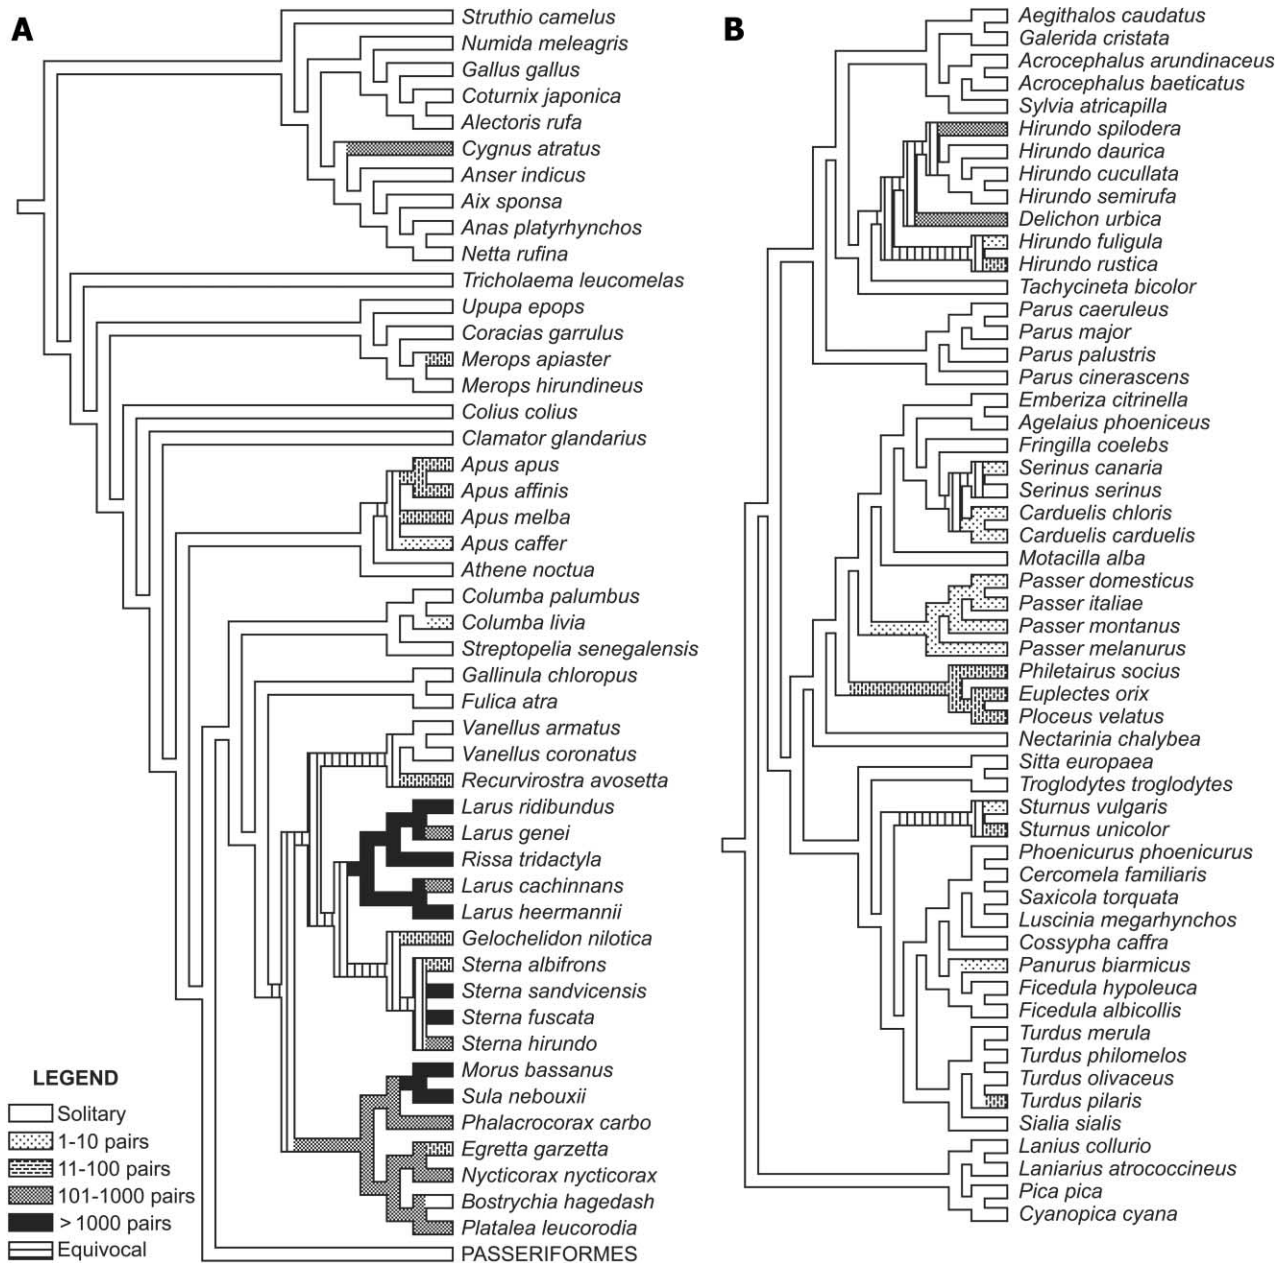 A
Struthio camelus
Numida meleagris
Gallus gallus
Coturnix japonica
Alectoris rufa
Cygnus atratus
Anser indicus
Aix sponsa
Anas platyrhynchos
Netta rufina
Tricholaema leucomelas
Upupa epops
Coracias garrulus
Merops apiaster
Merops hirundineus
Colius colius
Clamator glandarius
Apus apus
Apus affinis
Apus melba
Apus caffer
Athene noctua
Columba palumbus
Columba livia
Streptopelia senegalensis
Gallinula chloropus
Fulica atra
Vanellus armatus
Vanellus coronatus
Recurvirostra avosetta
Larus ridibundus
Larus genei
Rissa tridactyla
Larus cachinnans
Larus heermannii
Gelochelidon nilotica
Sterna albifrons
Sterna sandvicensis
Sterna fuscata
Sterna hirundo
Morus bassanus
Sula nebouxii
Phalacrocorax carbo
Egretta garzetta
Nycticorax nycticorax
Bostrychia hagedash
Platalea leucorodia
PASSERIFORMES
LEGEND
Solitary
1-10 pairs
11-100 pairs
101-1000 pairs
> 1000 pairs
Equivocal
B
Aegithalos caudatus
Galerida cristata
Acrocephalus arundinaceus
Acrocephalus baeticatus
Sylvia atricapilla
Hirundo spilodera
Hirundo daurica
Hirundo cucullata
Hirundo semirufa
Delichon urbica
Hirundo fuligula
Hirundo rustica
Tachycineta bicolor
Parus caeruleus
Parus major
Parus palustris
Parus cinerascens
Emberiza citrinella
Agelaius phoeniceus
Fringilla coelebs
Serinus canaria
Serinus serinus
Carduelis chloris
Carduelis carduelis
Motacilla alba
Passer domesticus
Passer italiae
Passer montanus
Passer melanurus
Philetairus socius
Euplectes orix
Ploceus velatus
Nectarinia chalybea
Sitta europaea
Troglodytes troglodytes
Sturnus vulgaris
Sturnus unicolor
Phoenicurus phoenicurus
Cercomela familiaris
Saxicola torquata
Luscinia megarhynchos
Cossypha caffra
Panurus biarmicus
Ficedula hypoleuca
Ficedula albicollis
Turdus merula
Turdus philomelos
Turdus olivaceus
Turdus pilaris
Sialia sialis
Lanius collurio
Laniarius atrococcineus
Pica pica
Cyanopica cyana